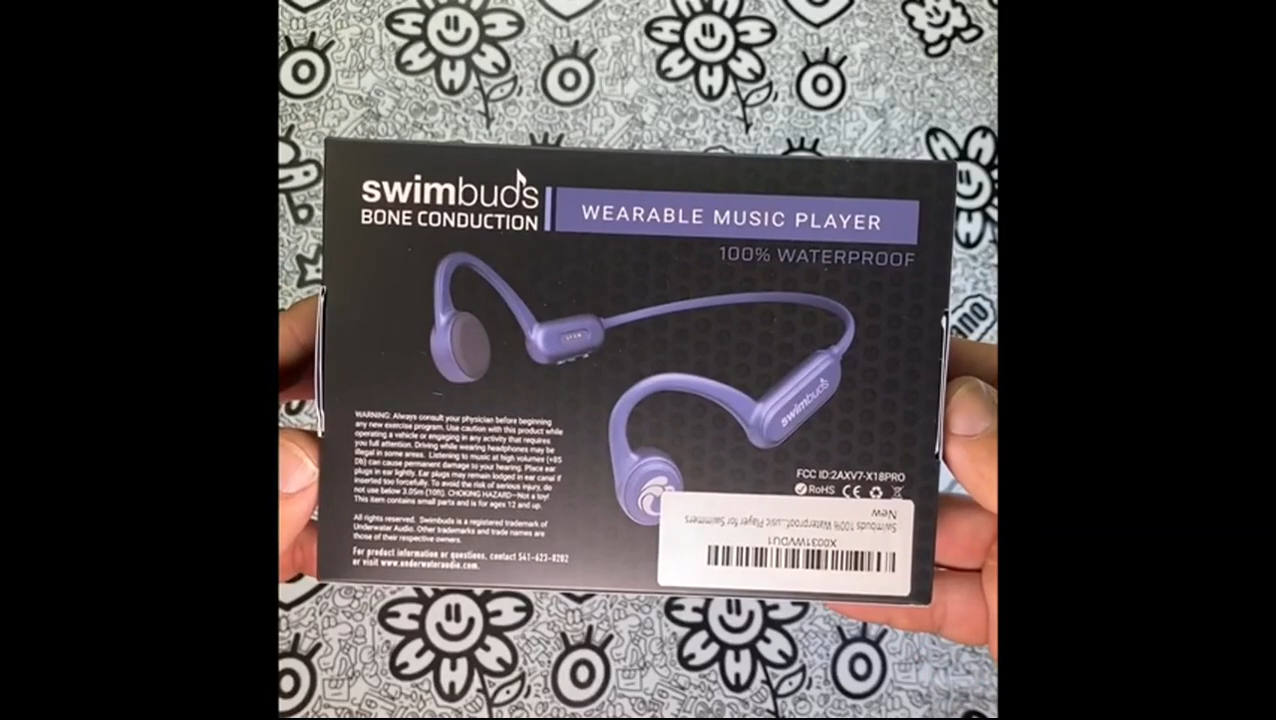 swimbuds
BONE CONDUCTION
WEARABLE MUSIC PLAYER
100% WATERPROOF
swimbuds
WARNING: Always consult your physician before beginning
any new exercise program. Use caution with this product while
operating a vehicle or engaging in any activity that requires
you full attention. Driving while wearing headphones may be
illegal in some areas. Listening to music at high volumes (+85
Db) can cause permanent damage to your hearing. Place ear
plugs in ear lightly. Ear plugs may remain lodged in ear canal if
inserted too forcefully. To avoid the risk of serious injury, do
not use below 3.05m (10ft). CHOKING HAZARD—Not a toy!
This item contains small parts and is for ages 12 and up.
All rights reserved. Swimbuds is a registered trademark of
Underwater Audio. Other trademarks and trade names are
those of their respective owners.
For product information or questions, contact 541-623-0202
or visit www.underwateraudio.com.
FCC ID:2AXV7-X18PRO
RoHS CE
X0031WVDU1
Swimbuds 100% Waterproof...usic Player for Swimmers
New